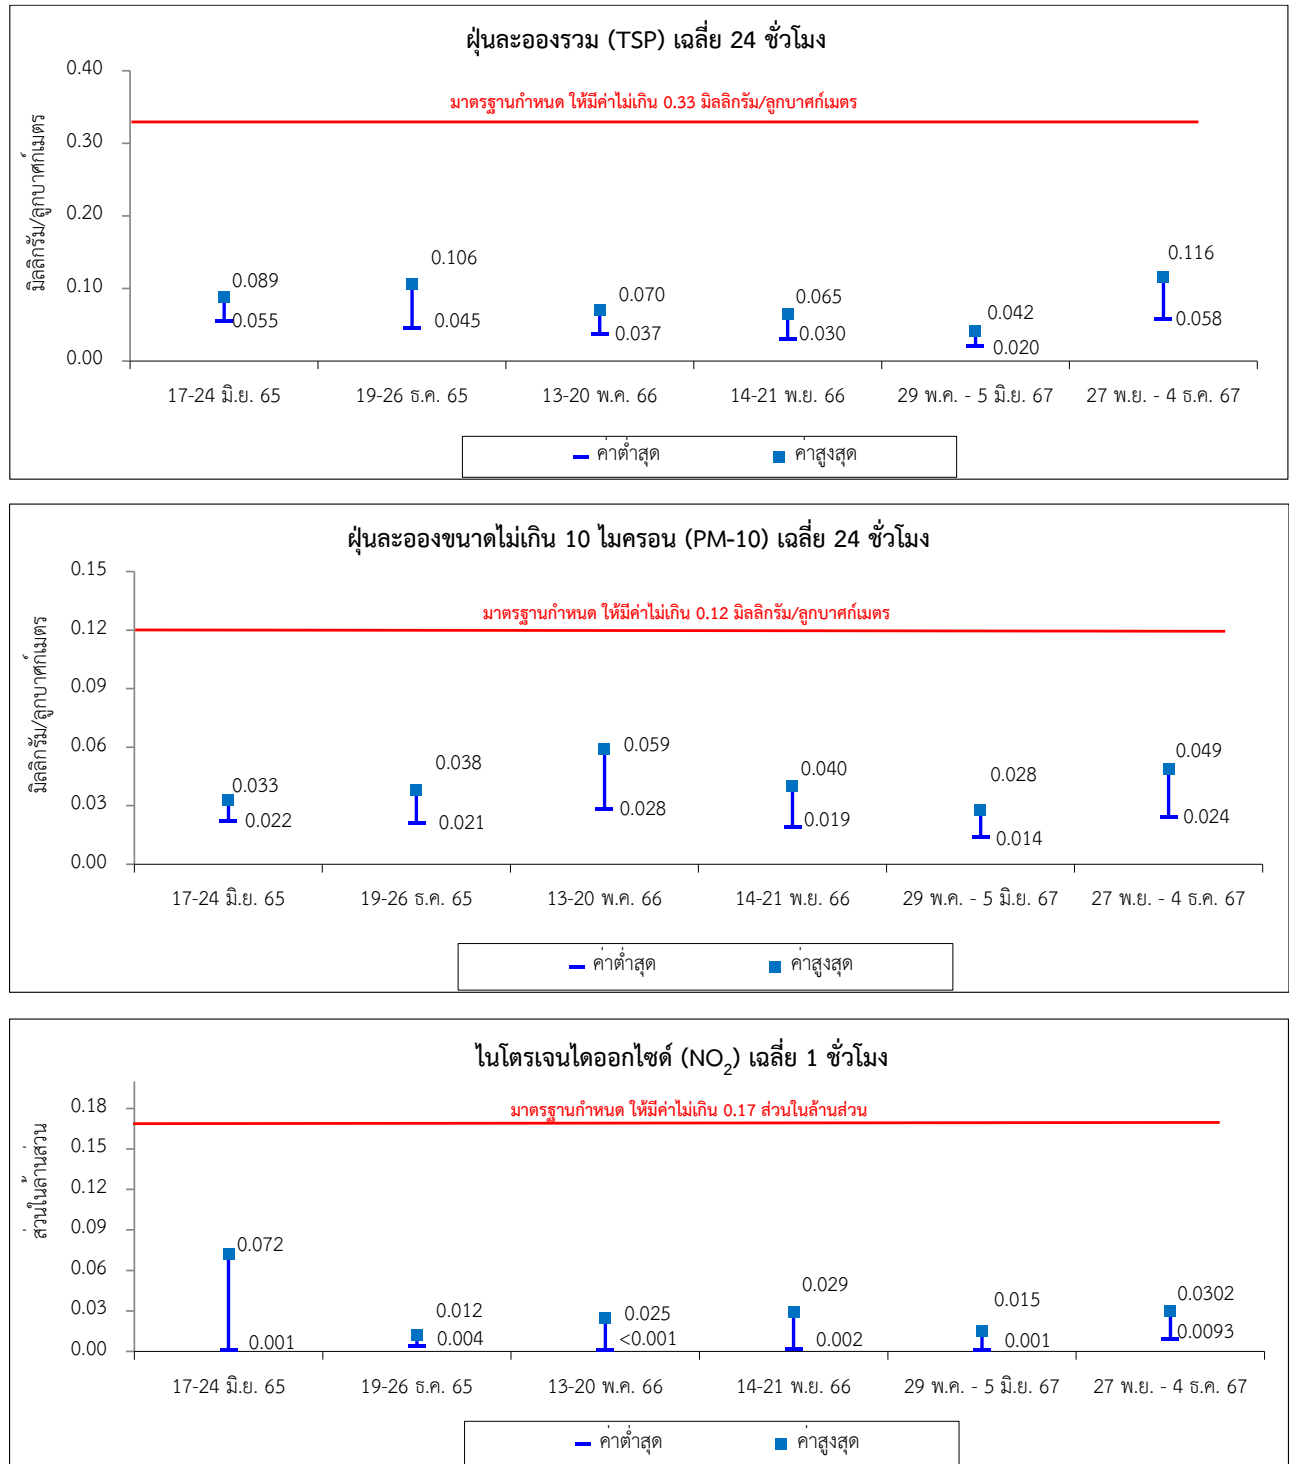 ฝุ่นละอองรวม (TSP) เฉลี่ย 24 ชั่วโมง
มิลลิกรัม/ลูกบาศก์เมตร
0.40
มาตรฐานกำหนด ให้มีค่าไม่เกิน 0.33 มิลลิกรัม/ลูกบาศก์เมตร
0.30
0.20
0.10
0.00
0.089 0.106 0.070 0.065 0.042 0.116
0.055 0.045 0.037 0.030 0.020 0.058
17-24 มิ.ย. 65 19-26 ธ.ค. 65 13-20 พ.ค. 66 14-21 พ.ย. 66 29 พ.ค. - 5 มิ.ย. 67 27 พ.ย. - 4 ธ.ค. 67
ค่าต่ำสุด ค่าสูงสุด
ฝุ่นละอองขนาดไม่เกิน 10 ไมครอน (PM-10) เฉลี่ย 24 ชั่วโมง
มิลลิกรัม/ลูกบาศก์เมตร
0.15
มาตรฐานกำหนด ให้มีค่าไม่เกิน 0.12 มิลลิกรัม/ลูกบาศก์เมตร
0.12
0.09
0.06
0.03
0.00
0.033 0.038 0.059 0.040 0.028 0.049
0.022 0.021 0.028 0.019 0.014 0.024
17-24 มิ.ย. 65 19-26 ธ.ค. 65 13-20 พ.ค. 66 14-21 พ.ย. 66 29 พ.ค. - 5 มิ.ย. 67 27 พ.ย. - 4 ธ.ค. 67
ค่าต่ำสุด ค่าสูงสุด
ไนโตรเจนไดออกไซด์ (NO₂) เฉลี่ย 1 ชั่วโมง
ส่วนในล้านส่วน
0.18
มาตรฐานกำหนด ให้มีค่าไม่เกิน 0.17 ส่วนในล้านส่วน
0.15
0.12
0.09
0.06
0.03
0.00
0.072 0.012 0.025 0.029 0.015 0.0302
0.001 0.004 <0.001 0.002 0.001 0.0093
17-24 มิ.ย. 65 19-26 ธ.ค. 65 13-20 พ.ค. 66 14-21 พ.ย. 66 29 พ.ค. - 5 มิ.ย. 67 27 พ.ย. - 4 ธ.ค. 67
ค่าต่ำสุด ค่าสูงสุด